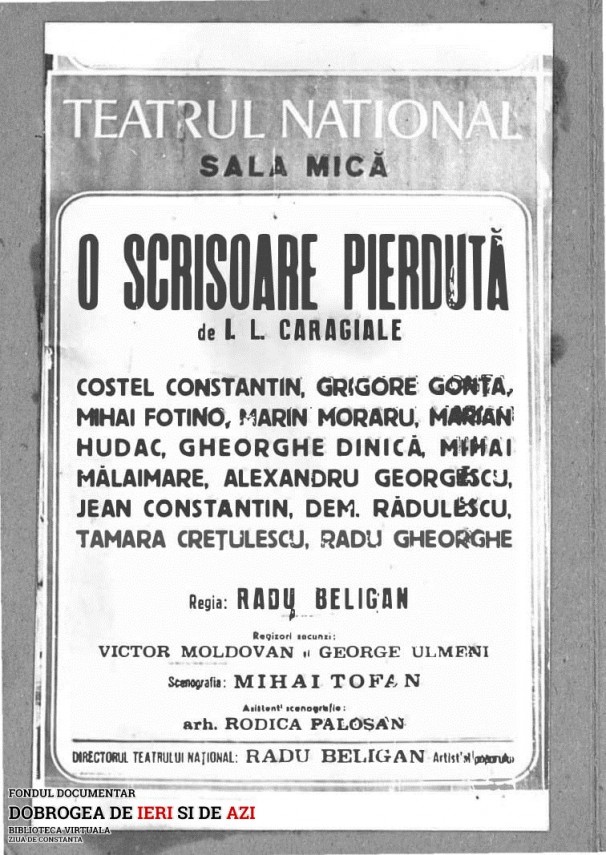 TEATRUL NATIONAL
SALA MICĂ
O SCRISOARE PIERDUTĂ
de I. L. CARAGIALE
COSTEL CONSTANTIN, GRIGORE GONȚA,
MIHAI FOTINO, MARIN MORARU, MARIAN
HUDAC, GHEORGHE DINICĂ, MIHAI
MĂLAIMARE, ALEXANDRU GEORGESCU,
JEAN CONSTANTIN, DEM. RĂDULESCU,
TAMARA CREȚULESCU, RADU GHEORGHE
Regia: RADU BELIGAN
Regizori secunzi:
VICTOR MOLDOVAN și GEORGE ULMENI
Scenografia: MIHAI TOFAN
Asistent scenografie:
arh. RODICA PALOȘAN
DIRECTORUL TEATRULUI NAȚIONAL: RADU BELIGAN Artist al poporului
FONDUL DOCUMENTAR
DOBROGEA DE IERI SI DE AZI
BIBLIOTECA VIRTUALA
ZIUA DE CONSTANTA